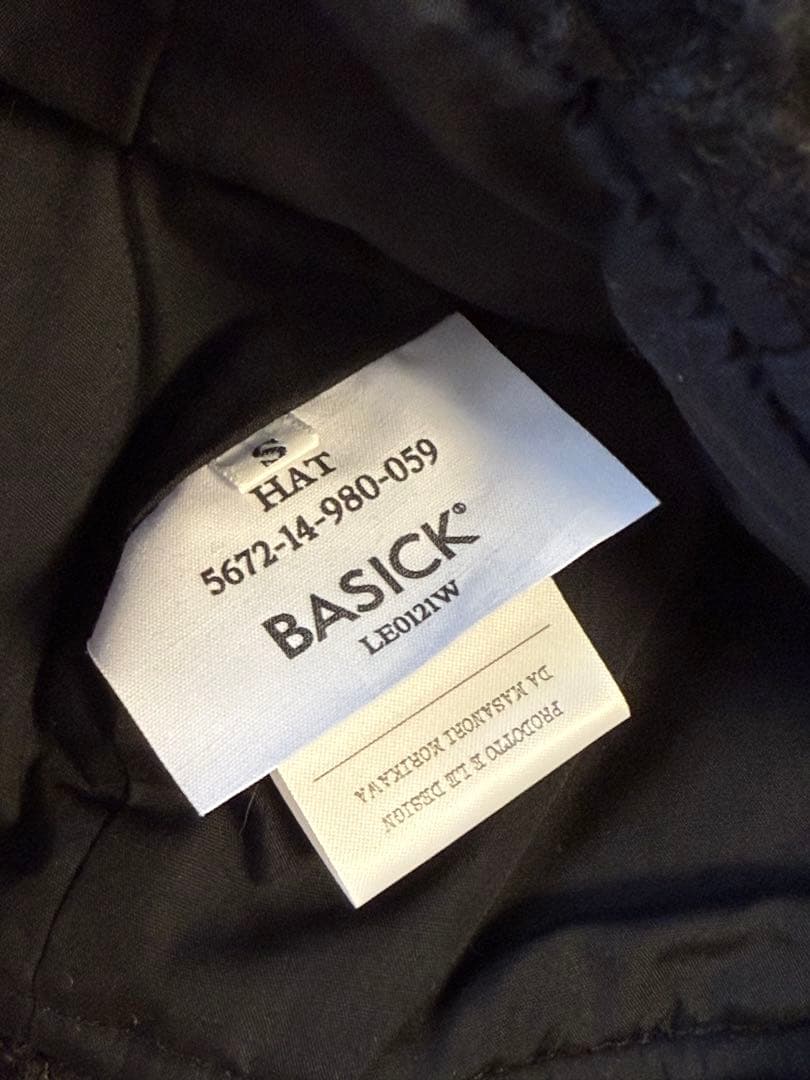 S
HAT
5672-14-980-059
BASICK®
LE0121W
PRODOTTO E LE DESIGN
DA MASANORI MORIKAWA